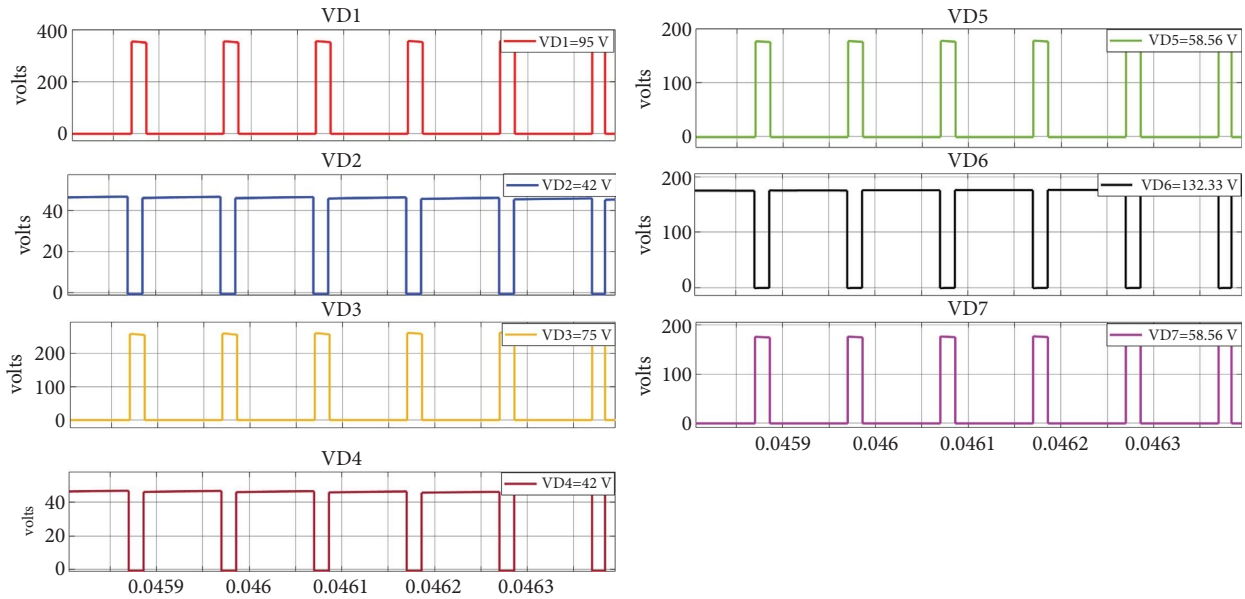 VD1
400
200
0
volts
VD1=95 V
VD2
40
20
0
volts
VD2=42 V
VD3
200
100
0
volts
VD3=75 V
VD4
40
20
0
volts
VD4=42 V
0.0459 0.046 0.0461 0.0462 0.0463
VD5
200
100
0
volts
VD5=58.56 V
VD6
200
100
0
volts
VD6=132.33 V
VD7
200
100
0
volts
VD7=58.56 V
0.0459 0.046 0.0461 0.0462 0.0463